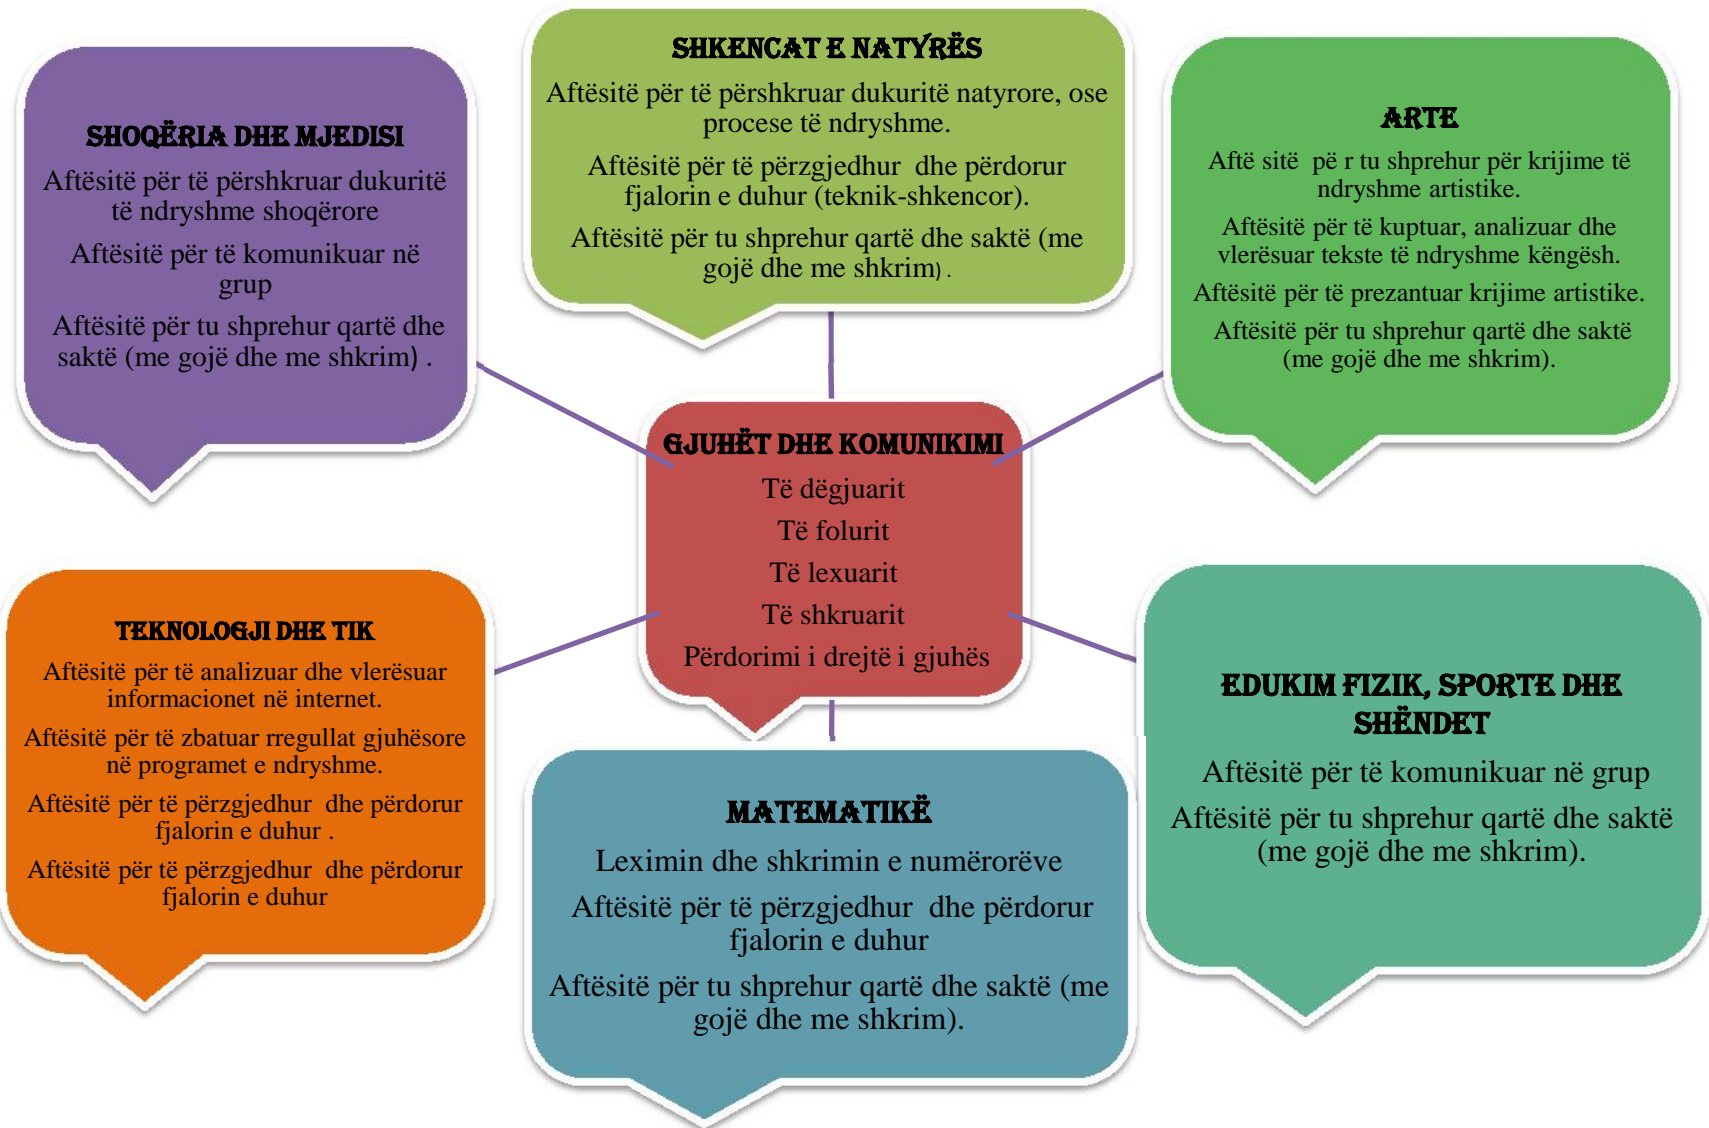 SHKENCAT E NATYRËS
Aftësitë për të përshkruar dukuritë natyrore, ose
procese të ndryshme.
Aftësitë për të përzgjedhur dhe përdorur
fjalorin e duhur (teknik-shkencor).
Aftësitë për tu shprehur qartë dhe saktë (me
gojë dhe me shkrim) .
SHOQËRIA DHE MJEDISI
Aftësitë për të përshkruar dukuritë
të ndryshme shoqërore
Aftësitë për të komunikuar në
grup
Aftësitë për tu shprehur qartë dhe
saktë (me gojë dhe me shkrim) .
ARTE
Aftë sitë pë r tu shprehur për krijime të
ndryshme artistike.
Aftësitë për të kuptuar, analizuar dhe
vlerësuar tekste të ndryshme këngësh.
Aftësitë për të prezantuar krijime artistike.
Aftësitë për tu shprehur qartë dhe saktë
(me gojë dhe me shkrim).
GJUHËT DHE KOMUNIKIMI
Të dëgjuarit
Të folurit
Të lexuarit
Të shkruarit
Përdorimi i drejtë i gjuhës
TEKNOLOGJI DHE TIK
Aftësitë për të analizuar dhe vlerësuar
informacionet në internet.
Aftësitë për të zbatuar rregullat gjuhësore
në programet e ndryshme.
Aftësitë për të përzgjedhur dhe përdorur
fjalorin e duhur .
Aftësitë për të përzgjedhur dhe përdorur
fjalorin e duhur
EDUKIM FIZIK, SPORTE DHE
SHËNDET
Aftësitë për të komunikuar në grup
Aftësitë për tu shprehur qartë dhe saktë
(me gojë dhe me shkrim).
MATEMATIKË
Leximin dhe shkrimin e numërorëve
Aftësitë për të përzgjedhur dhe përdorur
fjalorin e duhur
Aftësitë për tu shprehur qartë dhe saktë (me
gojë dhe me shkrim).